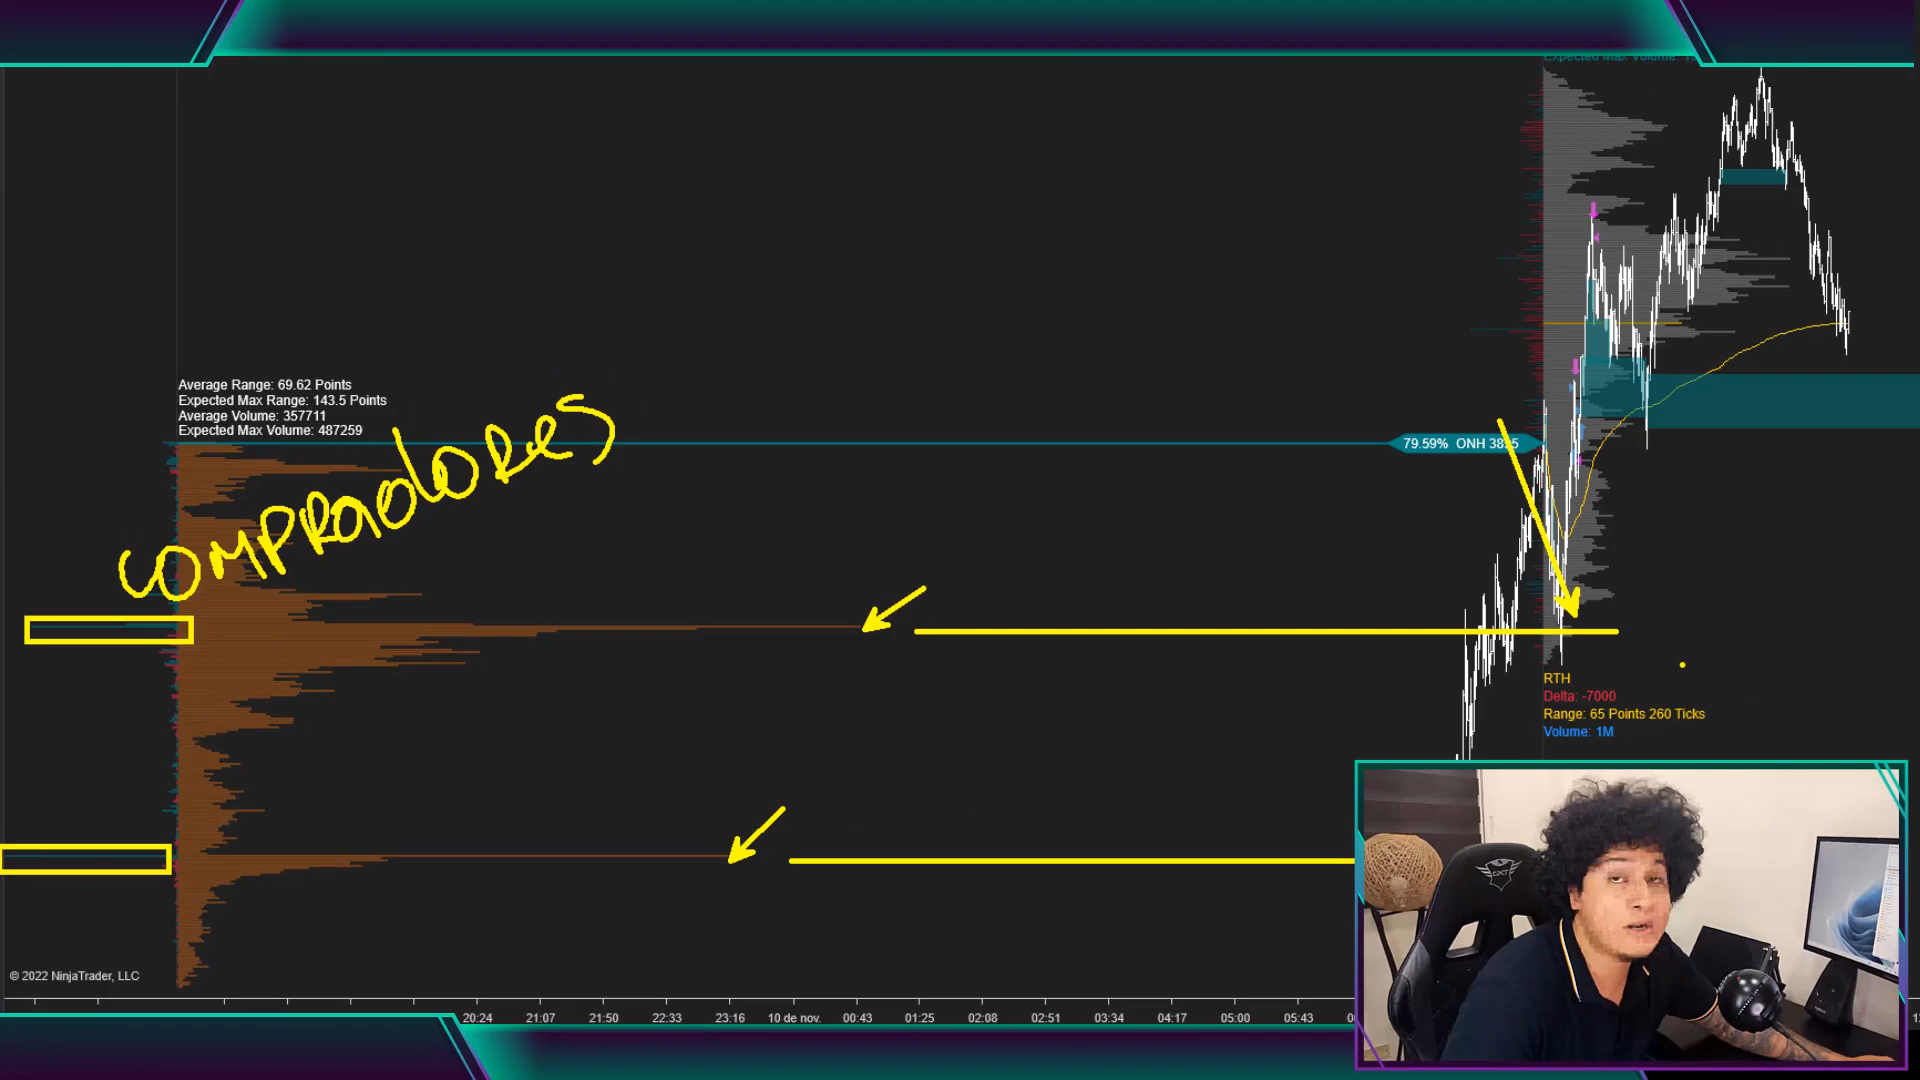 Average Range: 69.62 Points
Expected Max Range: 143.5 Points
Average Volume: 357711
Expected Max Volume: 487259
COMPRADORES
79.59% ONH
RTH
Delta: -7000
Range: 65 Points 260 Ticks
Volume: 1M
© 2022 NinjaTrader, LLC
20:24 21:07 21:50 22:33 23:16 10 de nov. 00:43 01:25 02:08 02:51 03:34 04:17 05:00 05:43